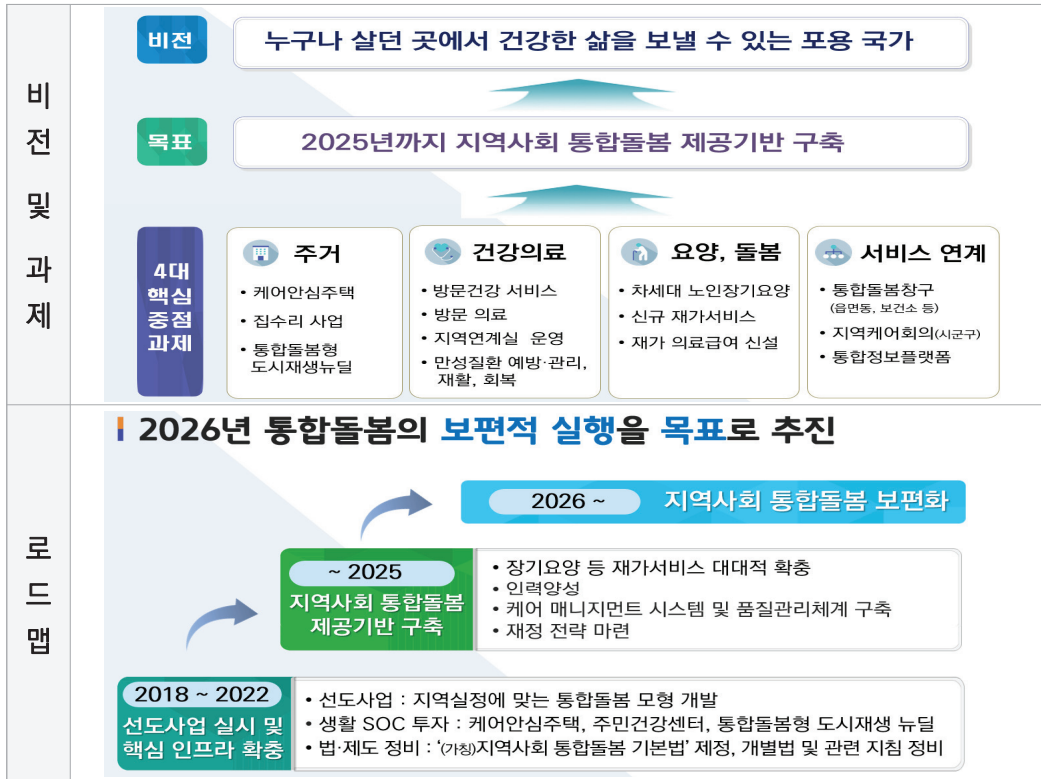 비전 및 과제
비전
누구나 살던 곳에서 건강한 삶을 보낼 수 있는 포용 국가
목표
2025년까지 지역사회 통합돌봄 제공기반 구축
4대
핵심
중점
과제
주거
• 케어안심주택
• 집수리 사업
• 통합돌봄형
도시재생뉴딜
건강의료
• 방문건강 서비스
• 방문 의료
• 지역연계실 운영
• 만성질환 예방·관리,
재활, 회복
요양, 돌봄
• 차세대 노인장기요양
• 신규 재가서비스
• 재가 의료급여 신설
서비스 연계
• 통합돌봄창구
(읍면동, 보건소 등)
• 지역케어회의(시군구)
• 통합정보플랫폼
로드맵
2026년 통합돌봄의 보편적 실행을 목표로 추진
2026 ~ 지역사회 통합돌봄 보편화
~ 2025
지역사회 통합돌봄
제공기반 구축
• 장기요양 등 재가서비스 대대적 확충
• 인력양성
• 케어 매니지먼트 시스템 및 품질관리체계 구축
• 재정 전략 마련
2018 ~ 2022
선도사업 실시 및
핵심 인프라 확충
• 선도사업 : 지역실정에 맞는 통합돌봄 모형 개발
• 생활 SOC 투자 : 케어안심주택, 주민건강센터, 통합돌봄형 도시재생 뉴딜
• 법·제도 정비 : ‘(가칭)지역사회 통합돌봄 기본법’ 제정, 개별법 및 관련 지침 정비